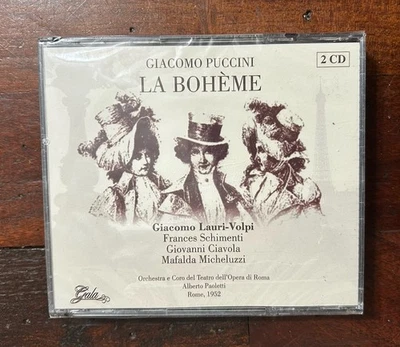 GIACOMO PUCCINI
2 CD
LA BOHÈME
Giacomo Lauri-Volpi
Frances Schimenti
Giovanni Ciavola
Mafalda Micheluzzi
Orchestra e Coro del Teatro dell'Opera di Roma
Alberto Paoletti
Rome, 1952
Gala